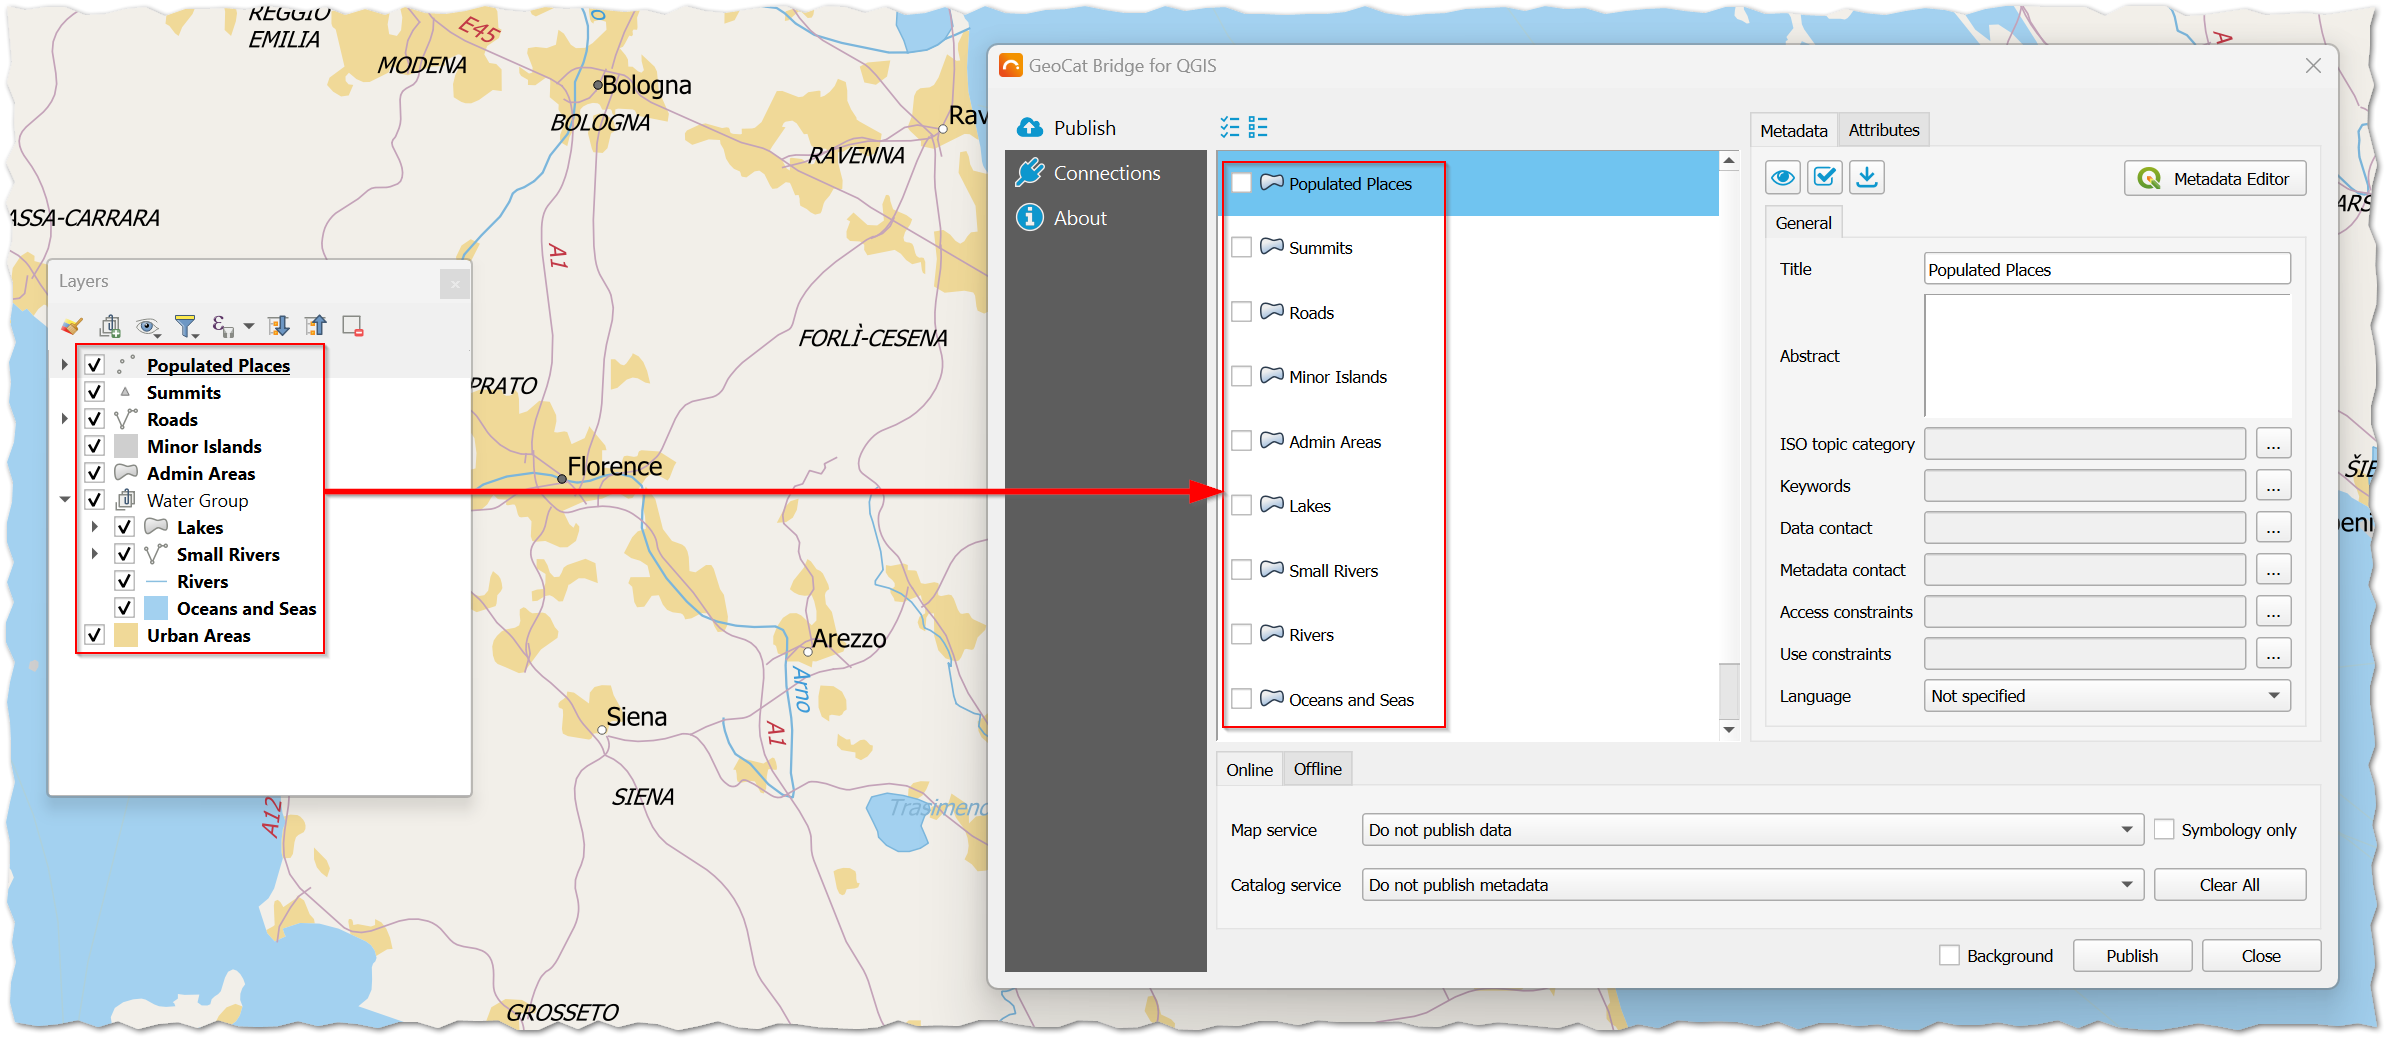 REGGIO
EMILIA
E45
MODENA
Bologna
BOLOGNA
Rav
RAVENNA
ASSA-CARRARA
A1
FORLÌ-CESENA
PRATO
Florence
Arezzo
Arno
Siena
A1
SIENA
Trasimeno
A12
GROSSETO
A
ARS
ŠIE
beni
Layers
Populated Places
Summits
Roads
Minor Islands
Admin Areas
Water Group
Lakes
Small Rivers
Rivers
Oceans and Seas
Urban Areas
GeoCat Bridge for QGIS
Publish
Connections
About
Populated Places
Summits
Roads
Minor Islands
Admin Areas
Lakes
Small Rivers
Rivers
Oceans and Seas
Metadata Attributes
Metadata Editor
General
Title Populated Places
Abstract
ISO topic category ...
Keywords ...
Data contact ...
Metadata contact ...
Access constraints ...
Use constraints ...
Language Not specified
Online Offline
Map service Do not publish data Symbology only
Catalog service Do not publish metadata Clear All
Background Publish Close